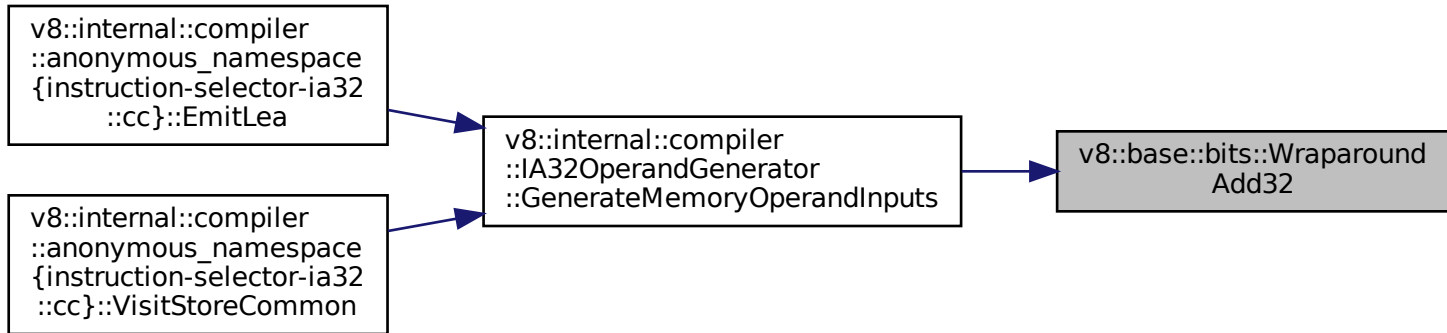 v8::internal::compiler
::anonymous_namespace
{instruction-selector-ia32
::cc}::EmitLea
v8::internal::compiler
::IA32OperandGenerator
::GenerateMemoryOperandInputs
v8::base::bits::Wraparound
Add32
v8::internal::compiler
::anonymous_namespace
{instruction-selector-ia32
::cc}::VisitStoreCommon